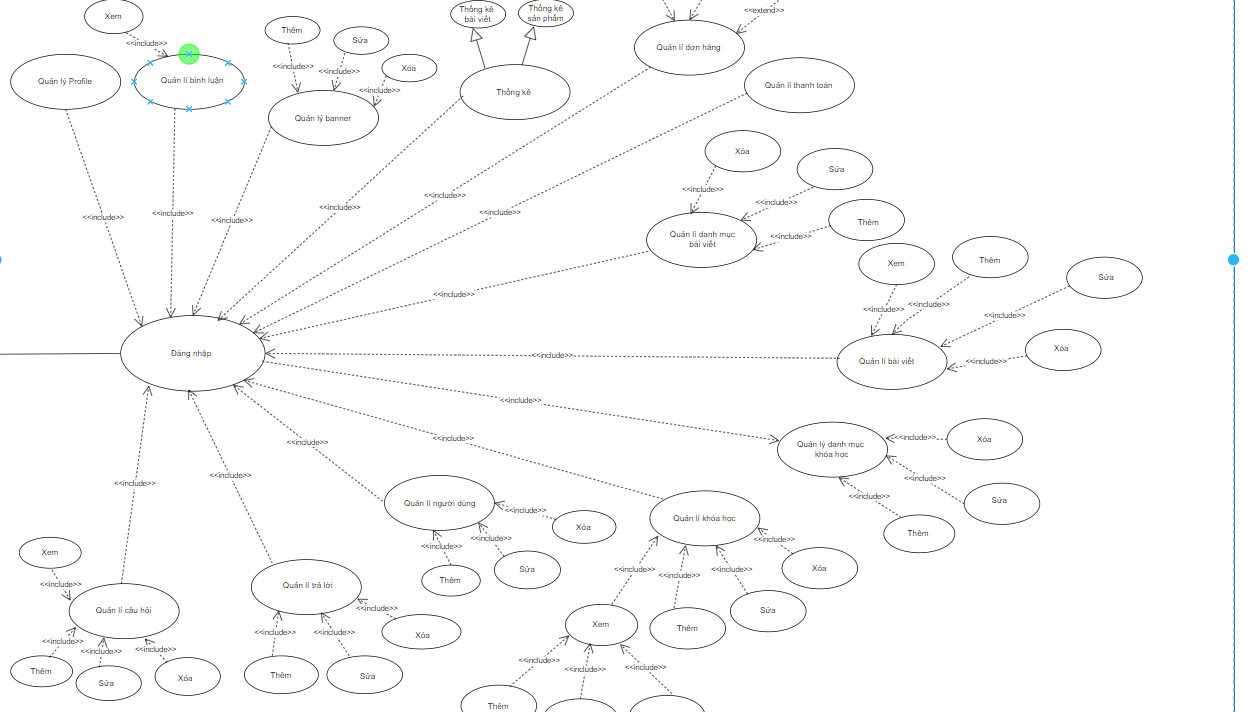 Xem
<<include>>
Quản lý Profile
Quản lí bình luận
Thêm
Sửa
Xóa
<<include>>
<<include>>
<<include>>
Quản lý banner
Thống kê
bài viết
Thống kê
sản phẩm
Thống kê
<<extend>>
Quản lí đơn hàng
Quản lí thanh toán
Xóa
Sửa
Thêm
<<include>>
<<include>>
<<include>>
Quản lí danh mục
bài viết
<<include>>
<<include>>
<<include>>
<<include>>
<<include>>
<<include>>
<<include>>
Xem
Thêm
Sửa
Xóa
<<include>>
<<include>>
<<include>>
<<include>>
Quản lí bài viết
<<include>>
Đăng nhập
<<include>>
<<include>>
<<include>>
Quản lý danh mục
khóa học
<<include>>
Xóa
<<include>>
Sửa
<<include>>
Thêm
<<include>>
<<include>>
<<include>>
Quản lí người dùng
<<include>>
Xóa
<<include>>
Sửa
<<include>>
Thêm
Quản lí khóa học
<<include>>
Xóa
<<include>>
Sửa
<<include>>
Thêm
<<include>>
Xem
<<include>>
<<include>>
<<include>>
Thêm
Xem
<<include>>
Quản lí câu hỏi
<<include>>
<<include>>
<<include>>
Thêm
Sửa
Xóa
Quản lí trả lời
<<include>>
<<include>>
<<include>>
Thêm
Sửa
Xóa